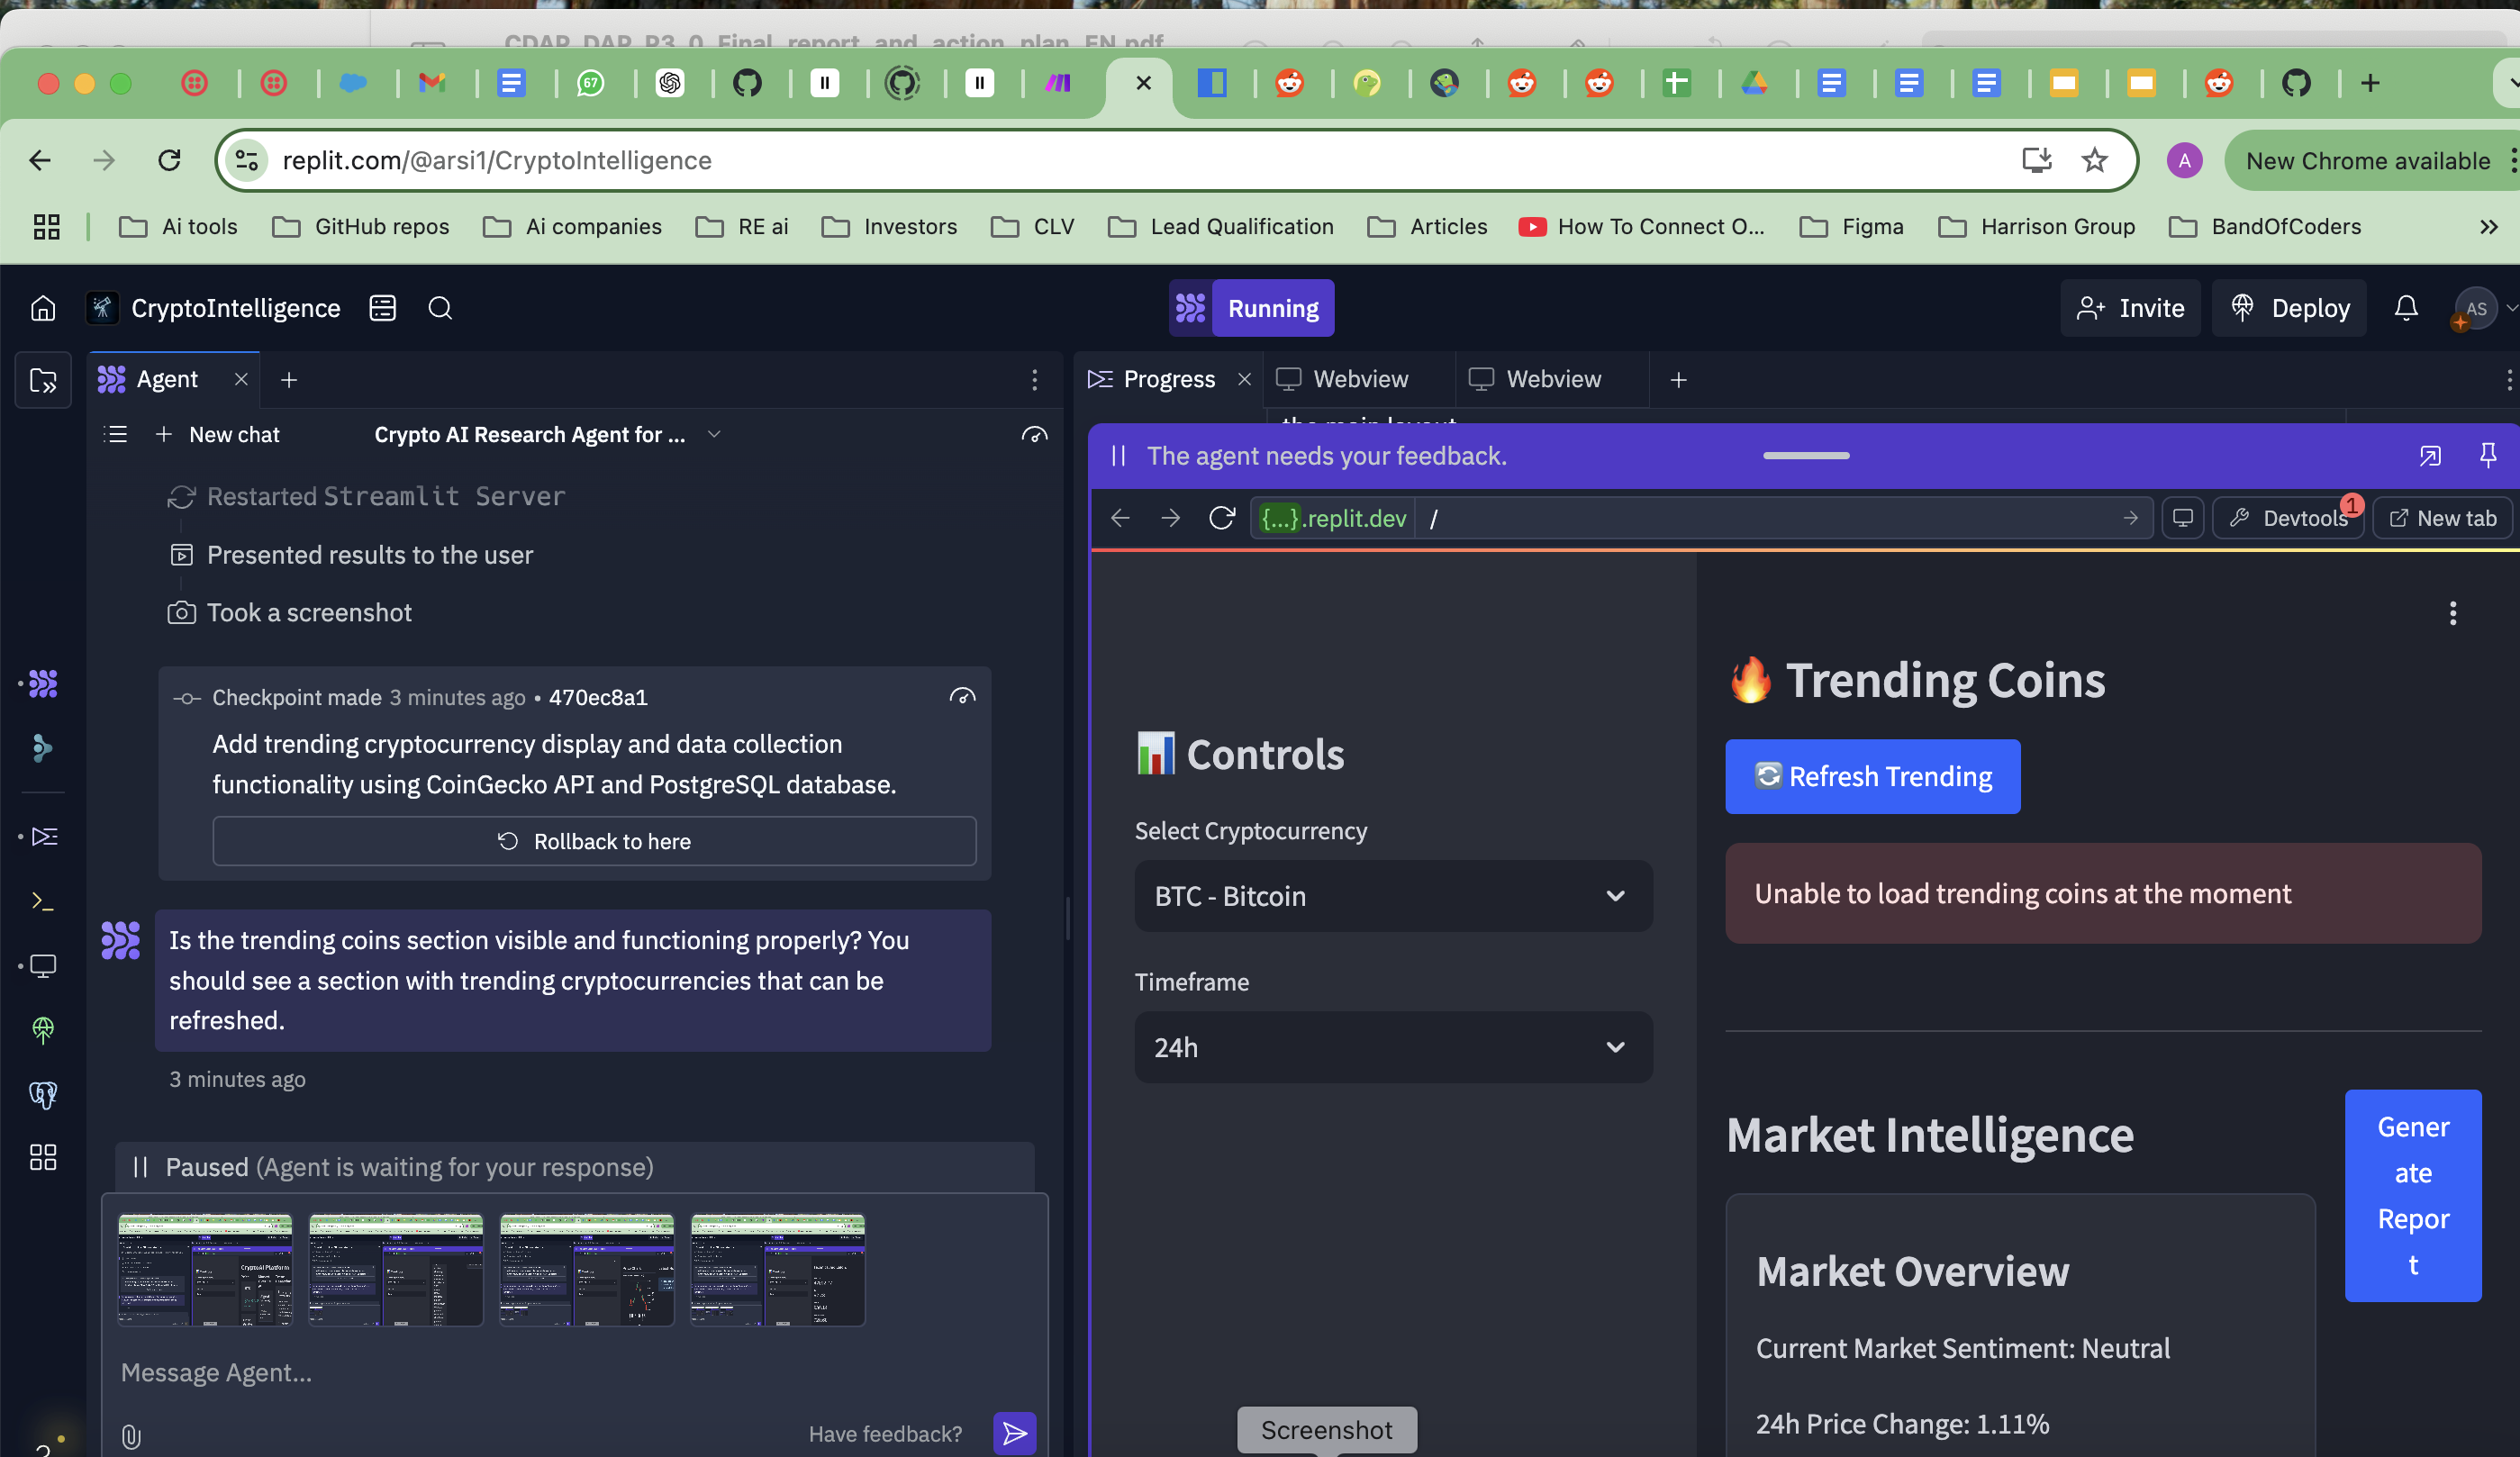 CDAP_DAP_R3_0_Final_report_and_action_plan_EN.pdf
67
replit.com/@arsi1/CryptoIntelligence
A
New Chrome available
Ai tools
GitHub repos
Ai companies
RE ai
Investors
CLV
Lead Qualification
Articles
How To Connect O...
Figma
Harrison Group
BandOfCoders
CryptoIntelligence
Running
Invite
Deploy
AS
Agent
Progress
Webview
Webview
New chat
Crypto AI Research Agent for ...
the main layout
The agent needs your feedback.
{...}.replit.dev /
Devtools
1
New tab
Restarted Streamlit Server
Presented results to the user
Took a screenshot
Checkpoint made 3 minutes ago • 470ec8a1
Add trending cryptocurrency display and data collection
functionality using CoinGecko API and PostgreSQL database.
Rollback to here
Is the trending coins section visible and functioning properly? You
should see a section with trending cryptocurrencies that can be
refreshed.
3 minutes ago
Paused (Agent is waiting for your response)
Message Agent...
Have feedback?
Controls
Select Cryptocurrency
BTC - Bitcoin
Timeframe
24h
Trending Coins
Refresh Trending
Unable to load trending coins at the moment
Market Intelligence
Gener
ate
Repor
t
Market Overview
Current Market Sentiment: Neutral
24h Price Change: 1.11%
Screenshot